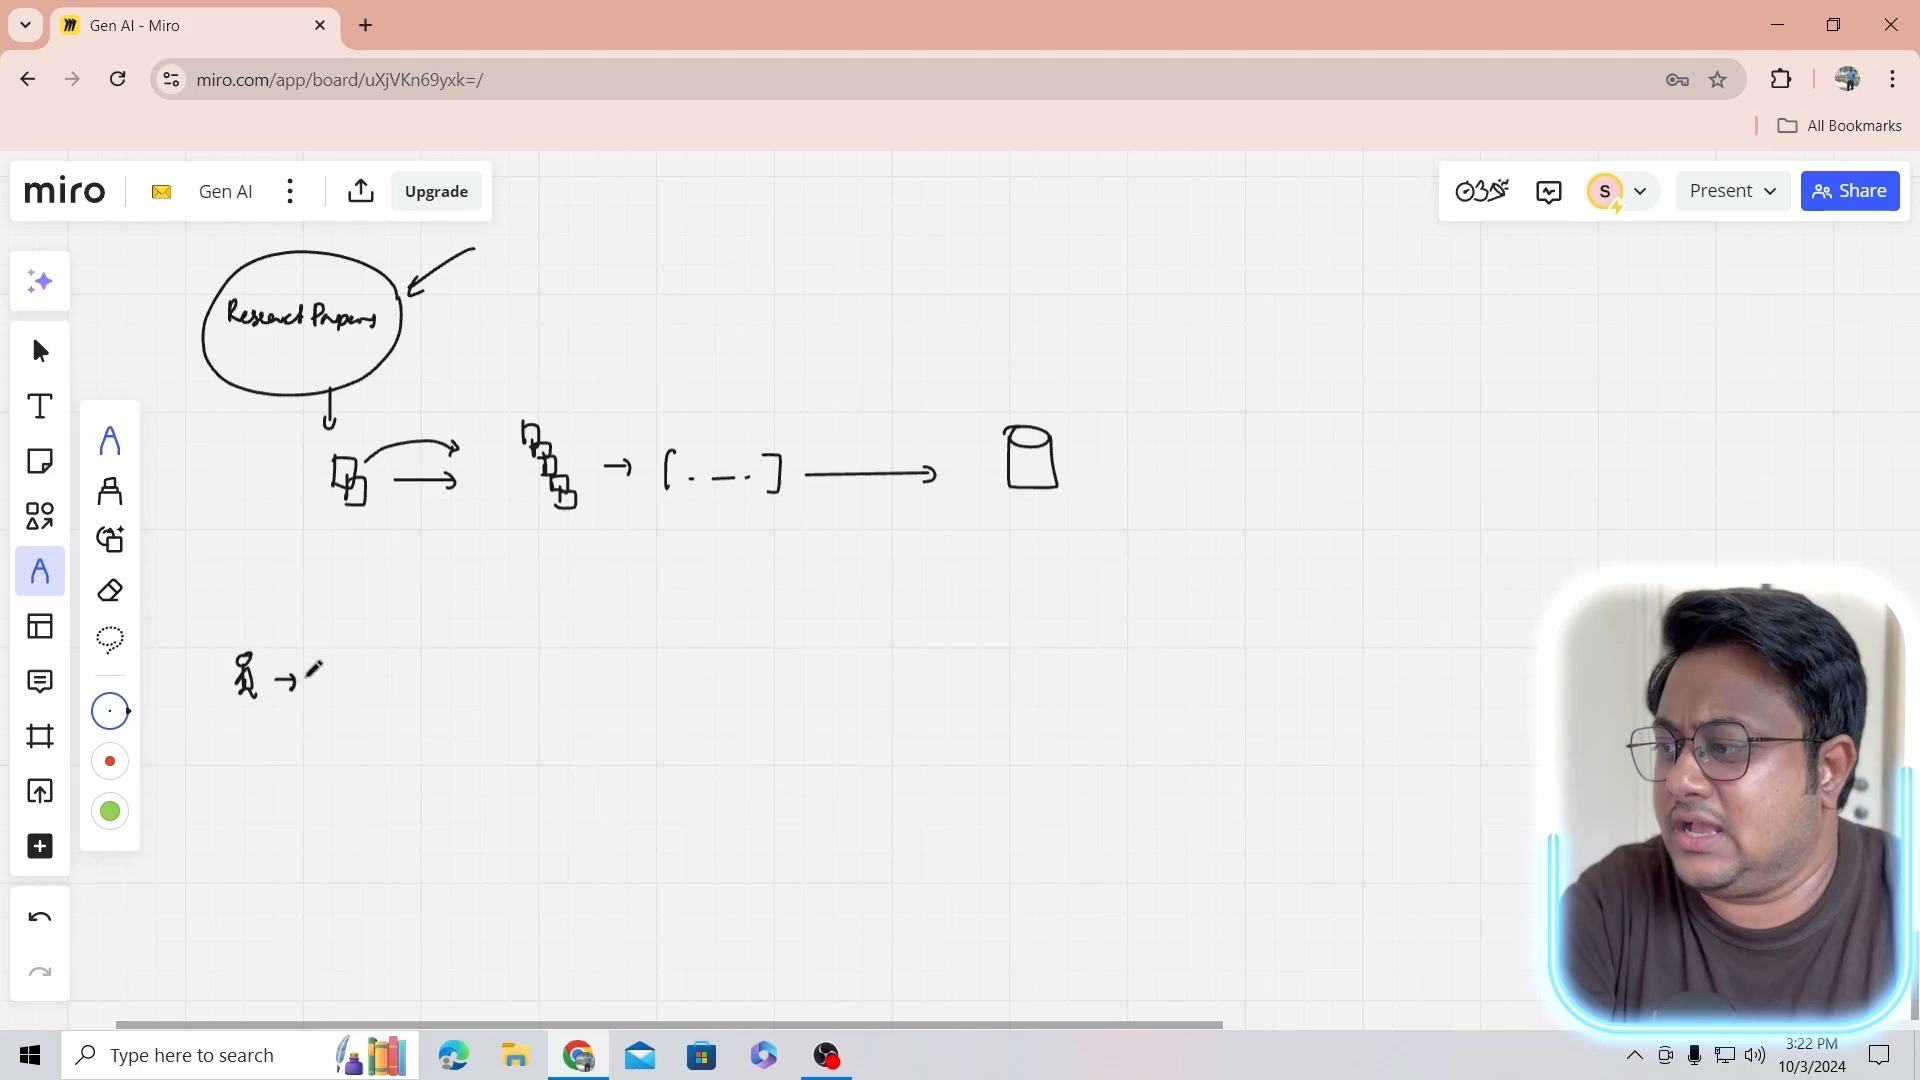 Gen AI - Miro
miro.com/app/board/uXjVKn69yxk=/
All Bookmarks
miro
Gen AI
Upgrade
S
Present
Share
Research Papers
Type here to search
3:22 PM
10/3/2024